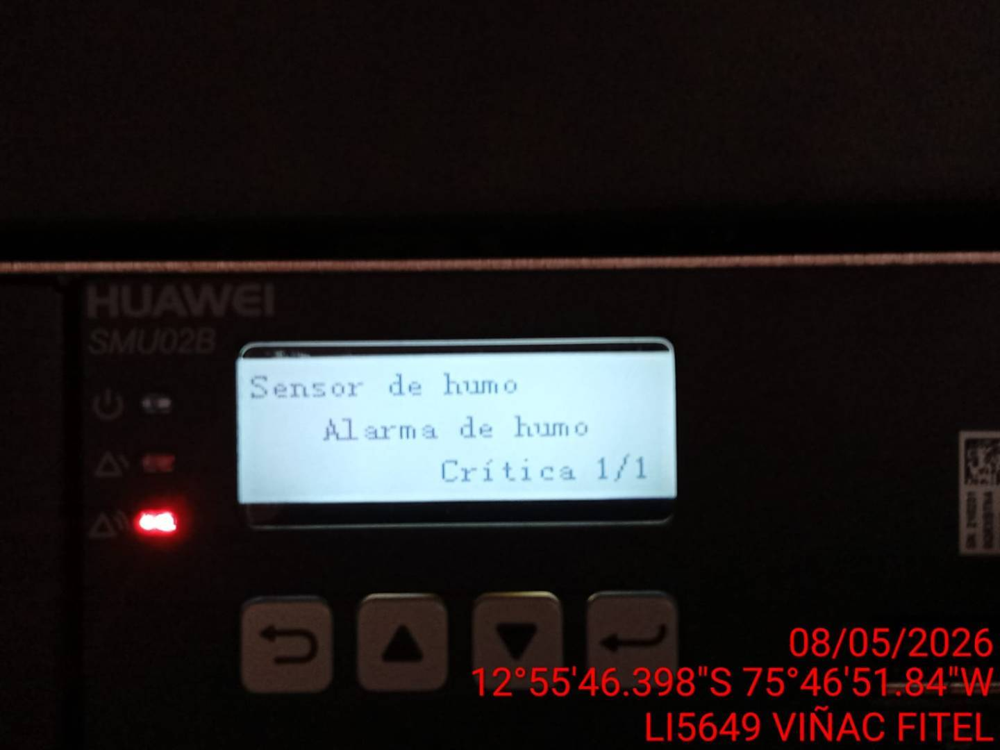 HUAWEI
SMU02B
Sensor de humo
Alarma de humo
Crítica 1/1
08/05/2026
12°55'46.398"S 75°46'51.84"W
LI5649 VIÑAC FITEL